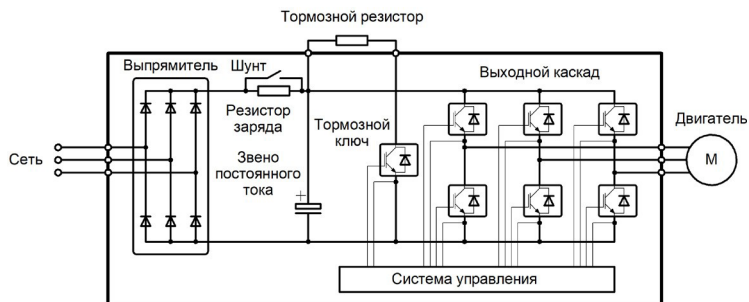 Тормозной резистор
Выпрямитель
Шунт
Выходной каскад
Резистор
заряда
Тормозной
ключ
Двигатель
Сеть
Звено
постоянного
тока
+
М
Система управления